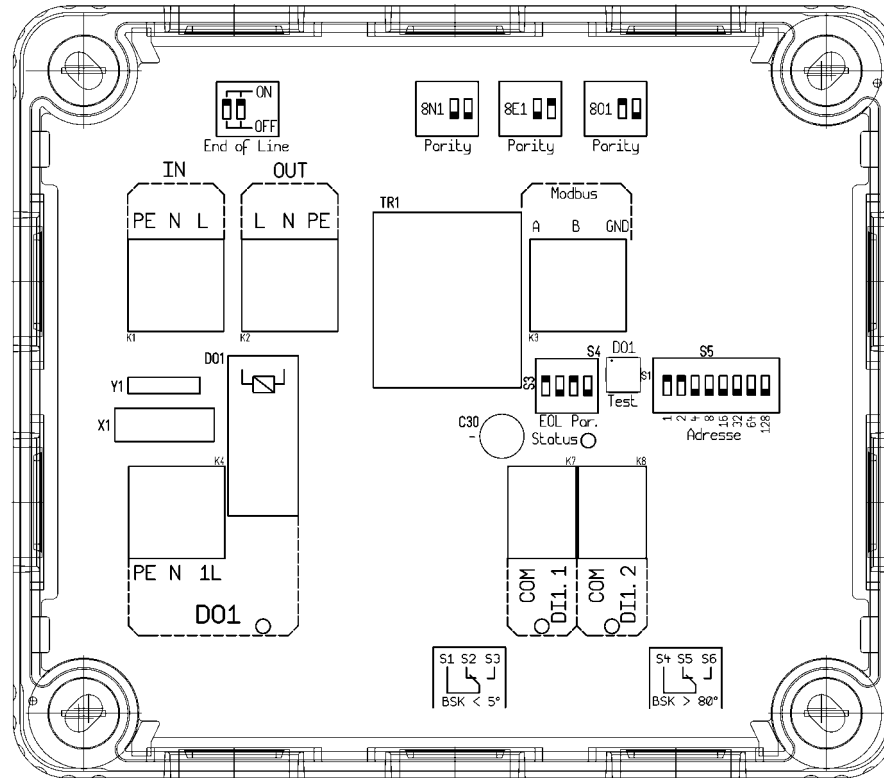 ON
OFF
End of Line
8N1
Parity
8E1
Parity
8O1
Parity
IN
OUT
PE N L
L N PE
K1
K2
TR1
Modbus
A B GND
K3
DO1
Y1
X1
K4
PE N 1L
DO1
S3
S4
EOL Par.
Status
DO1
Test
S1
S5
1 2 4 8 16 32 64 128
Adresse
C30
-
K7
K8
COM
DI1.1
COM
DI1.2
S1 S2 S3
BSK < 5°
S4 S5 S6
BSK > 80°